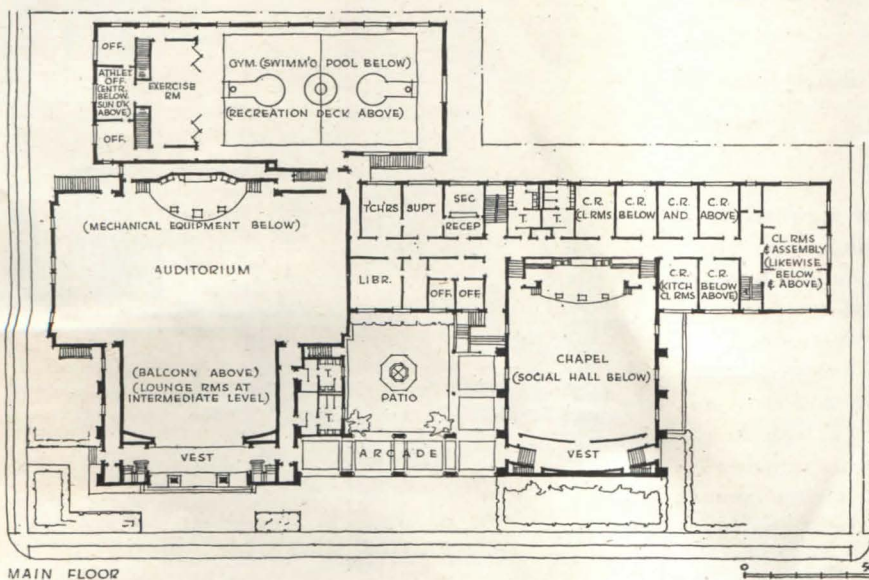 OFF.
ATHLET
OFF.
(ENTR.
BELOW
SUN D'K
ABOVE)
OFF.
EXERCISE
RM
GYM. (SWIMM'G. POOL BELOW)
(RECREATION DECK ABOVE)
(MECHANICAL EQUIPMENT BELOW)
AUDITORIUM
(BALCONY ABOVE)
(LOUNGE RMS AT
INTERMEDIATE LEVEL)
VEST
T.
T.
TCHRS
SUPT
SEC
RECEP
LIBR.
OFF
OFF.
T.
T.
C.R.
(CL RMS
C.R.
BELOW
C.R.
AND
C.R.
ABOVE)
C.R.
(KITCH
CL RMS
C.R.
BELOW
ABOVE)
CL. RMS
& ASSEMBLY
(LIKEWISE
BELOW
& ABOVE)
PATIO
ARCADE
CHAPEL
(SOCIAL HALL BELOW)
VEST
MAIN FLOOR
0